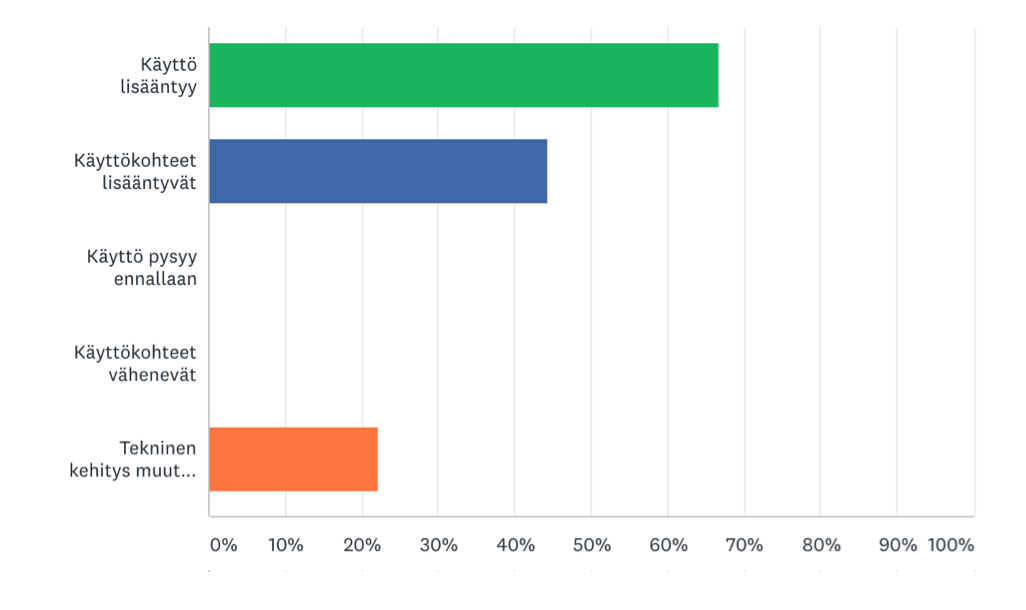 Käyttö
lisääntyy
Käyttökohteet
lisääntyvät
Käyttö pysyy
ennallaan
Käyttökohteet
vähenevät
Tekninen
kehitys muut...
0% 10% 20% 30% 40% 50% 60% 70% 80% 90% 100%